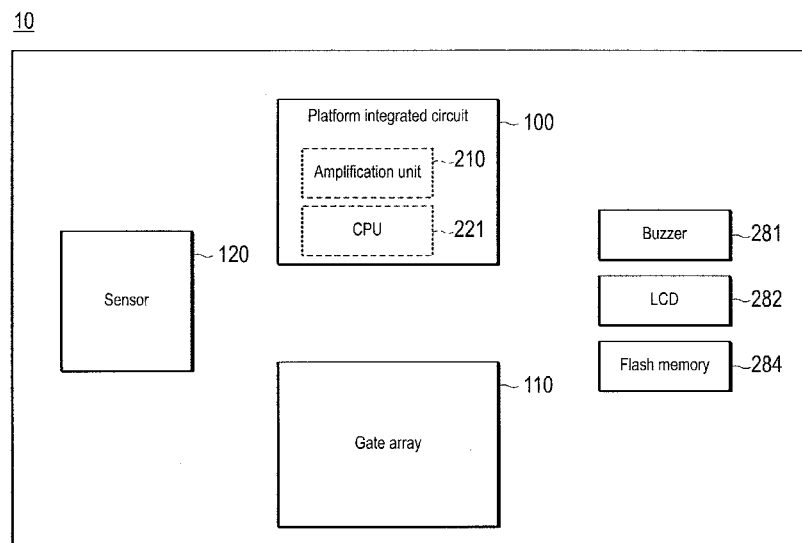 10
Platform integrated circuit
100
Amplification unit
210
CPU
221
Sensor
120
Buzzer
281
LCD
282
Flash memory
284
Gate array
110